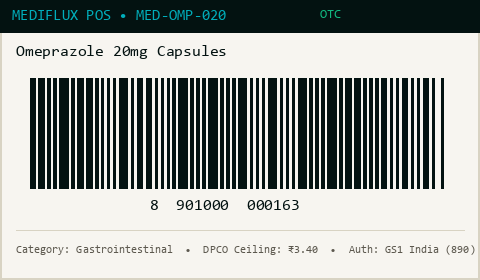 MEDIFLUX POS • MED-OMP-020 OTC
Omeprazole 20mg Capsules
8 901000 000163
Category: Gastrointestinal • DPCO Ceiling: ₹3.40 • Auth: GS1 India (890)